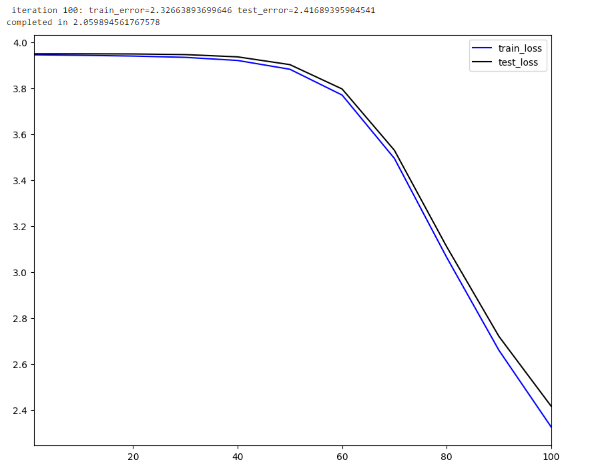 iteration 100: train_error=2.32663893699646 test_error=2.41689395904541
completed in 2.059894561767578
4.0
train_loss
test_loss
3.8
3.6
3.4
3.2
3.0
2.8
2.6
2.4
20 40 60 80 100